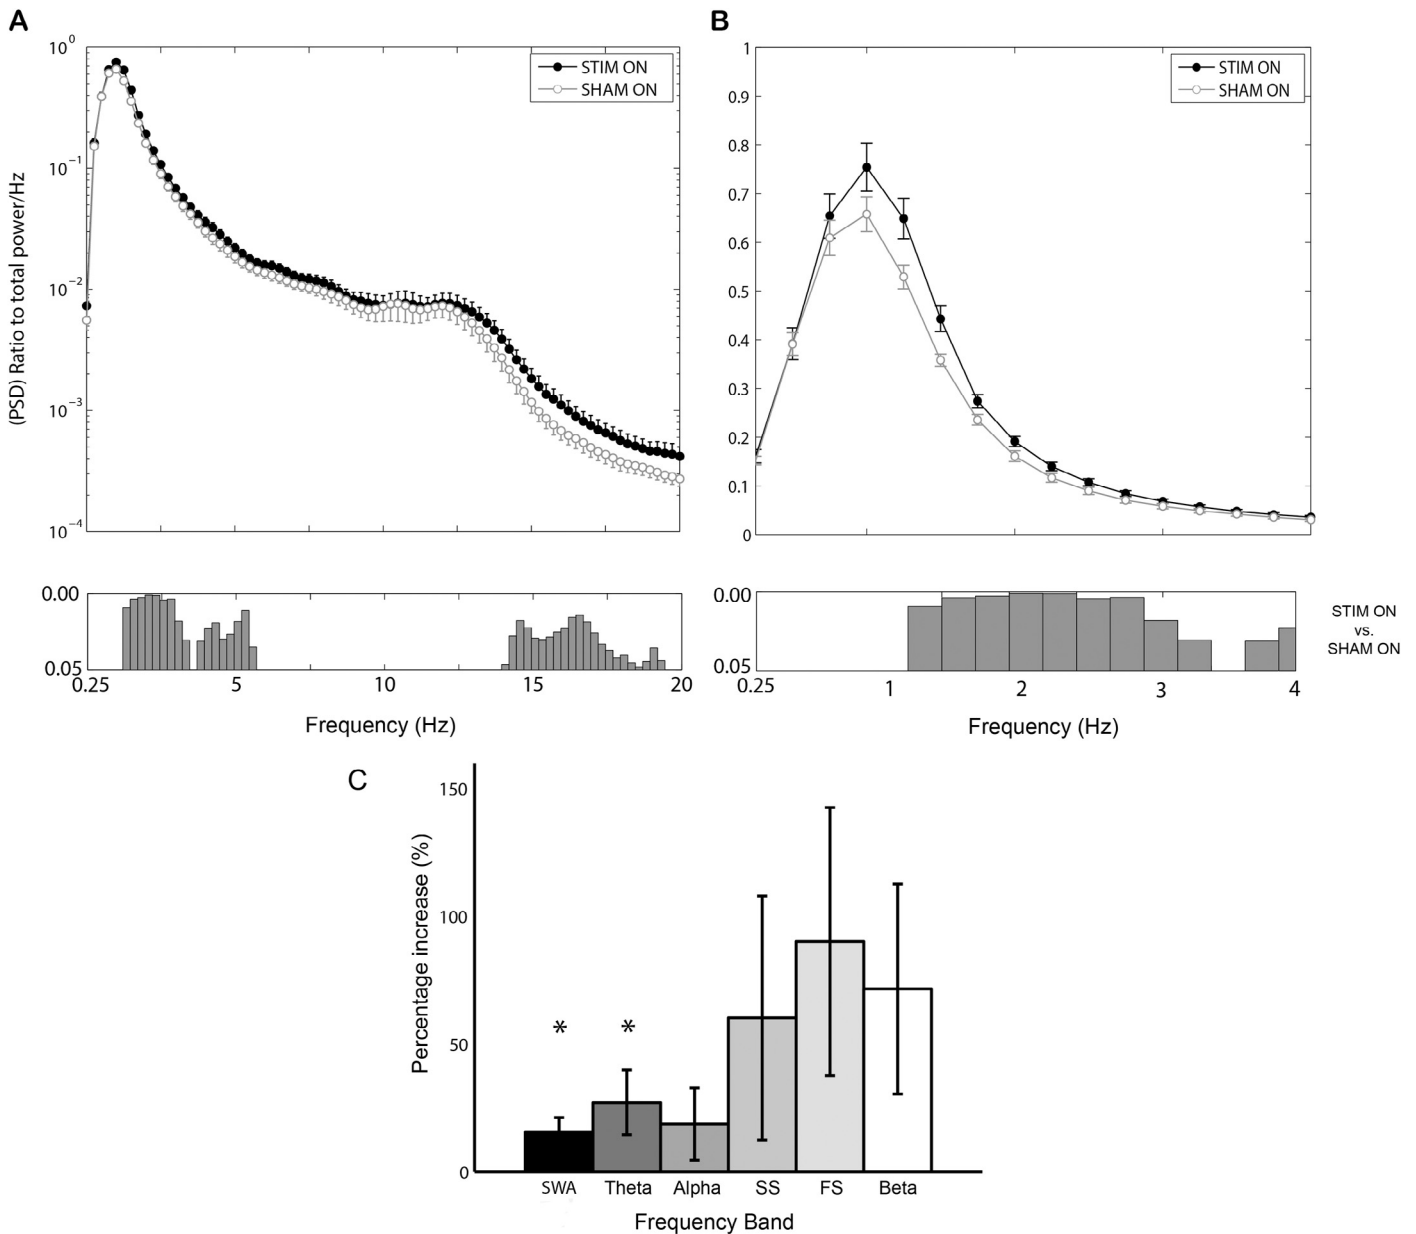 A
B
(PSD) Ratio to total power/Hz
10^0
10^-1
10^-2
10^-3
10^-4
STIM ON
SHAM ON
1
0.9
0.8
0.7
0.6
0.5
0.4
0.3
0.2
0.1
0
STIM ON
SHAM ON
0.00
0.05
0.25
5
10
15
20
Frequency (Hz)
0.00
0.05
0.25
1
2
3
4
Frequency (Hz)
STIM ON
vs.
SHAM ON
C
Percentage increase (%)
150
100
50
0
*
*
SWA
Theta
Alpha
SS
FS
Beta
Frequency Band